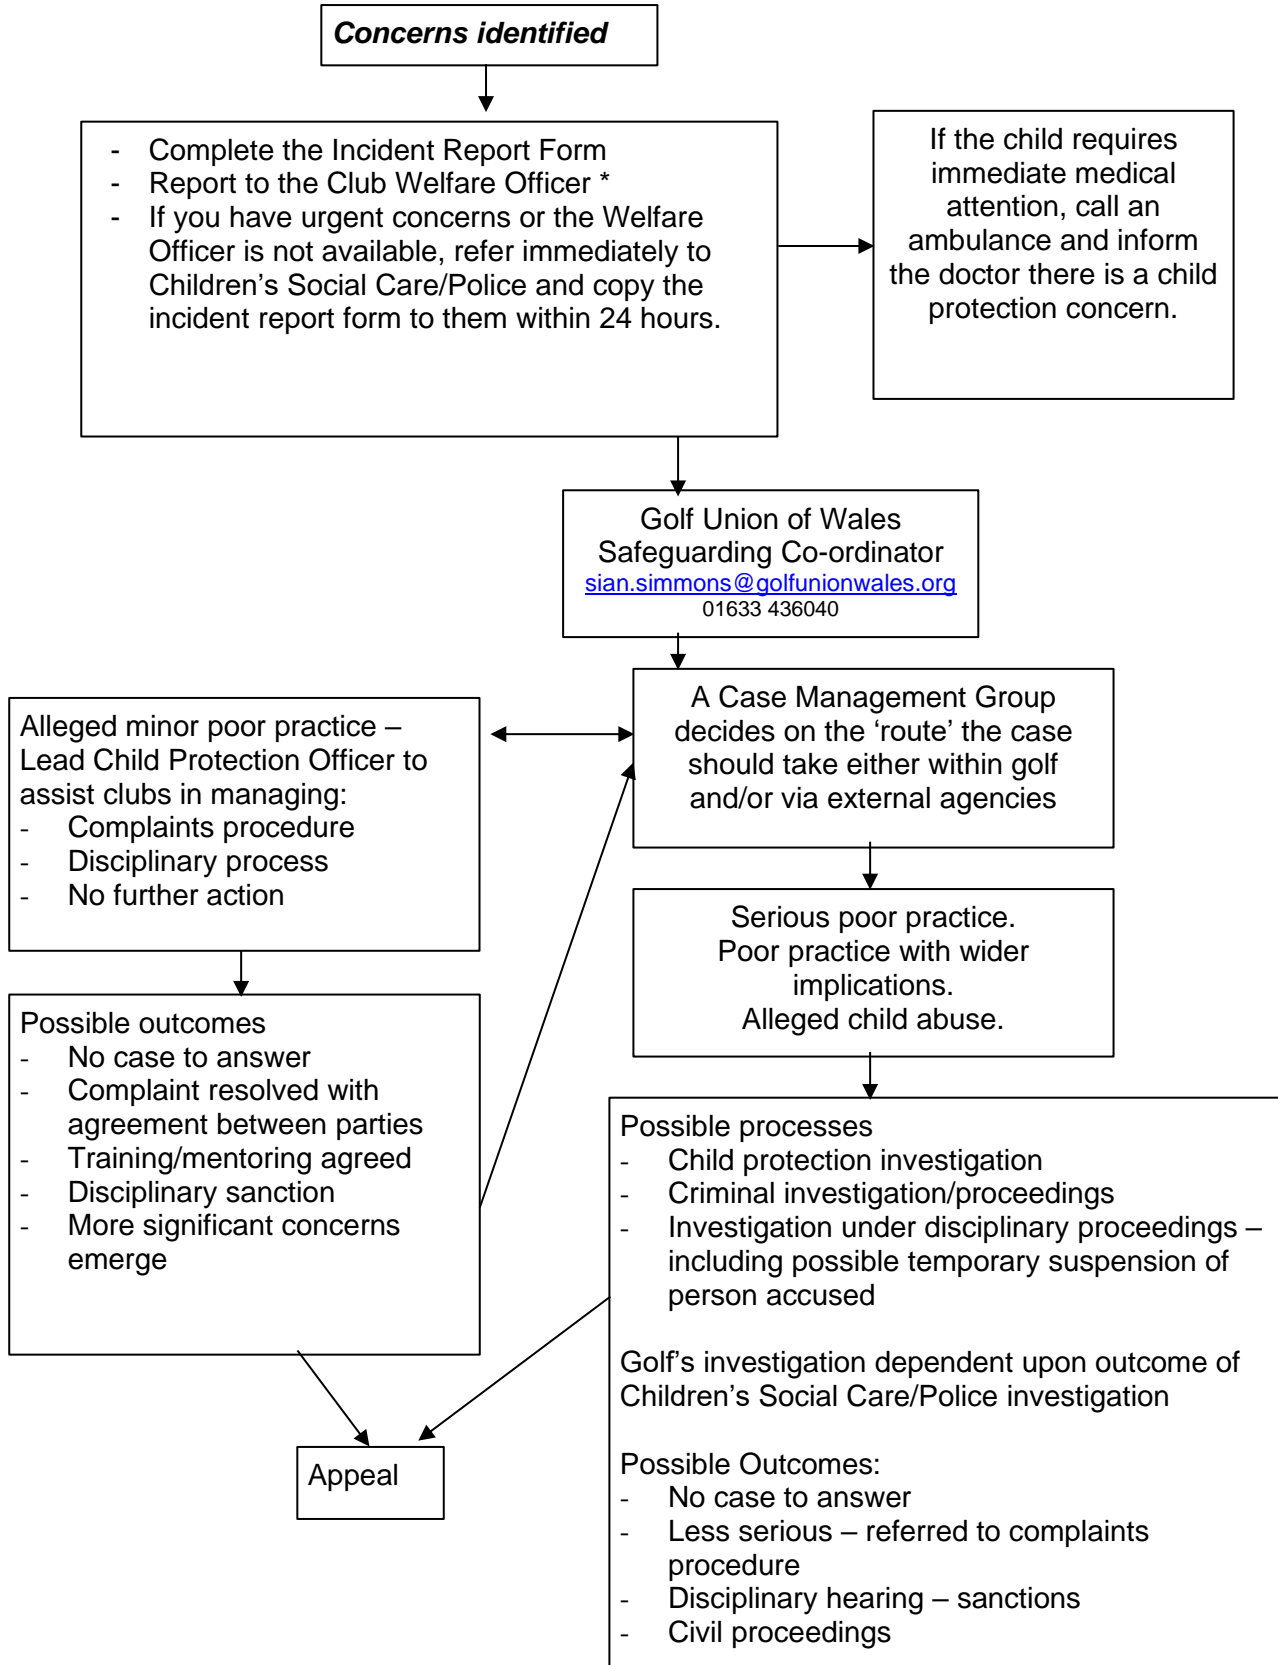 Concerns identified
- Complete the Incident Report Form
- Report to the Club Welfare Officer *
- If you have urgent concerns or the Welfare
Officer is not available, refer immediately to
Children’s Social Care/Police and copy the
incident report form to them within 24 hours.
If the child requires
immediate medical
attention, call an
ambulance and inform
the doctor there is a child
protection concern.
Golf Union of Wales
Safeguarding Co-ordinator
sian.simmons@golfunionwales.org
01633 436040
A Case Management Group
decides on the ‘route’ the case
should take either within golf
and/or via external agencies
Alleged minor poor practice –
Lead Child Protection Officer to
assist clubs in managing:
- Complaints procedure
- Disciplinary process
- No further action
Serious poor practice.
Poor practice with wider
implications.
Alleged child abuse.
Possible outcomes
- No case to answer
- Complaint resolved with
agreement between parties
- Training/mentoring agreed
- Disciplinary sanction
- More significant concerns
emerge
Possible processes
- Child protection investigation
- Criminal investigation/proceedings
- Investigation under disciplinary proceedings –
including possible temporary suspension of
person accused
Golf’s investigation dependent upon outcome of
Children’s Social Care/Police investigation
Possible Outcomes:
- No case to answer
- Less serious – referred to complaints
procedure
- Disciplinary hearing – sanctions
- Civil proceedings
Appeal